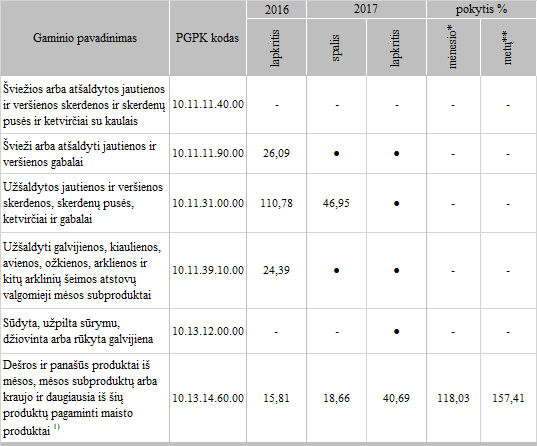 Gaminio pavadinimas PGPK kodas 2016 2017 pokytis %
lapkritis spalis lapkritis mėnesio* metų**
Šviežios arba atšaldytos jautienos
ir veršienos skerdenos ir skerdenų
pusės ir ketvirčiai su kaulais
10.11.11.40.00 - - - - -
Švieži arba atšaldyti jautienos ir
veršienos gabalai
10.11.11.90.00 26,09 ● ● - -
Užšaldytos jautienos ir veršienos
skerdenos, skerdenų pusės,
ketvirčiai ir gabalai
10.11.31.00.00 110,78 46,95 ● - -
Užšaldyti galvijienos, kiaulienos,
avienos, ožkienos, arklienos ir
kitų arklinių šeimos atstovų
valgomieji mėsos subproduktai
10.11.39.10.00 24,39 ● ● - -
Sūdyta, užpilta sūrymu,
džiovinta arba rūkyta galvijiena
10.13.12.00.00 - - ● - -
Dešros ir panašūs produktai iš
mėsos, mėsos subproduktų arba
kraujo ir daugiausia iš šių
produktų pagaminti maisto
produktai 1)
10.13.14.60.00 15,81 18,66 40,69 118,03 157,41